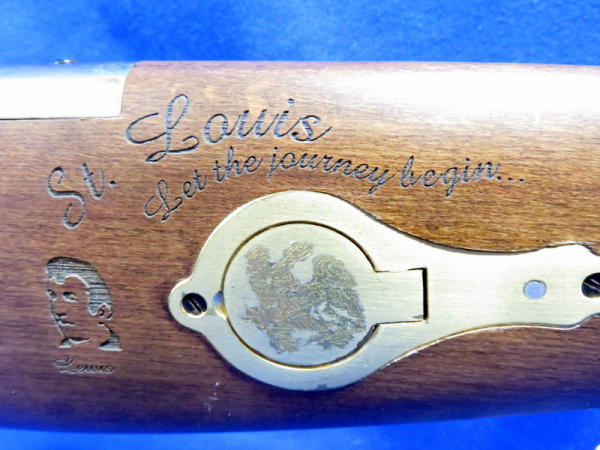 St. Louis
Let the journey begin...
Lewis